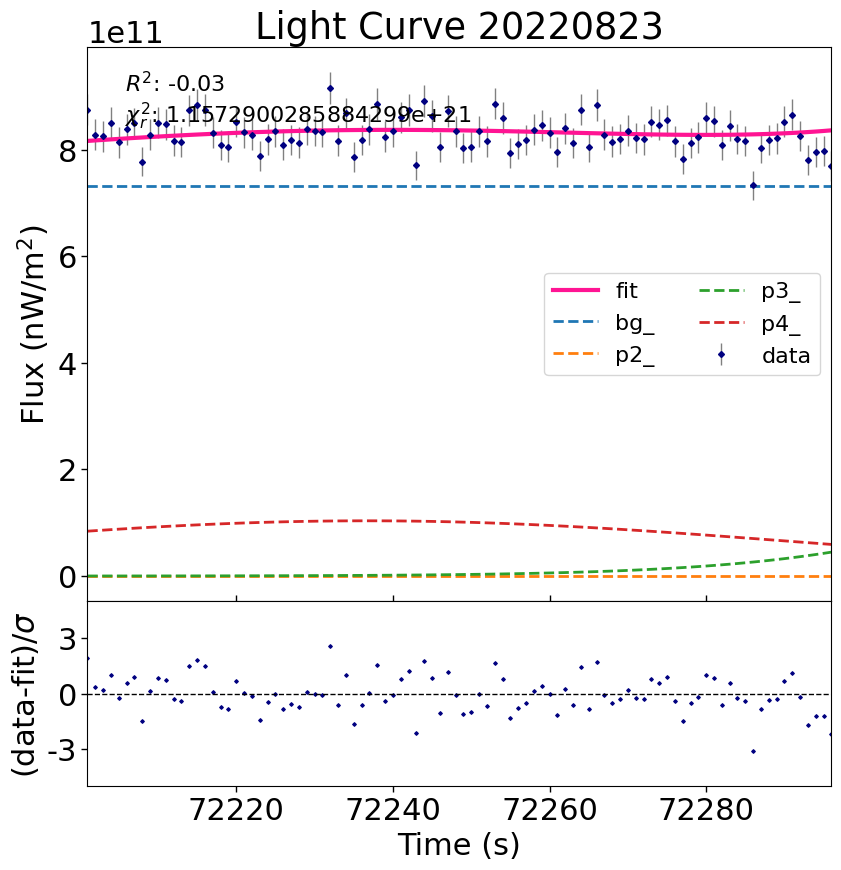 Light Curve 20220823
1e11
R²: -0.03
χ²ᵣ: 1.1572900285884299e+21
8
6
4
2
0
Flux (nW/m²)
fit
bg_
p2_
p3_
p4_
data
3
0
-3
(data-fit)/σ
72220 72240 72260 72280
Time (s)